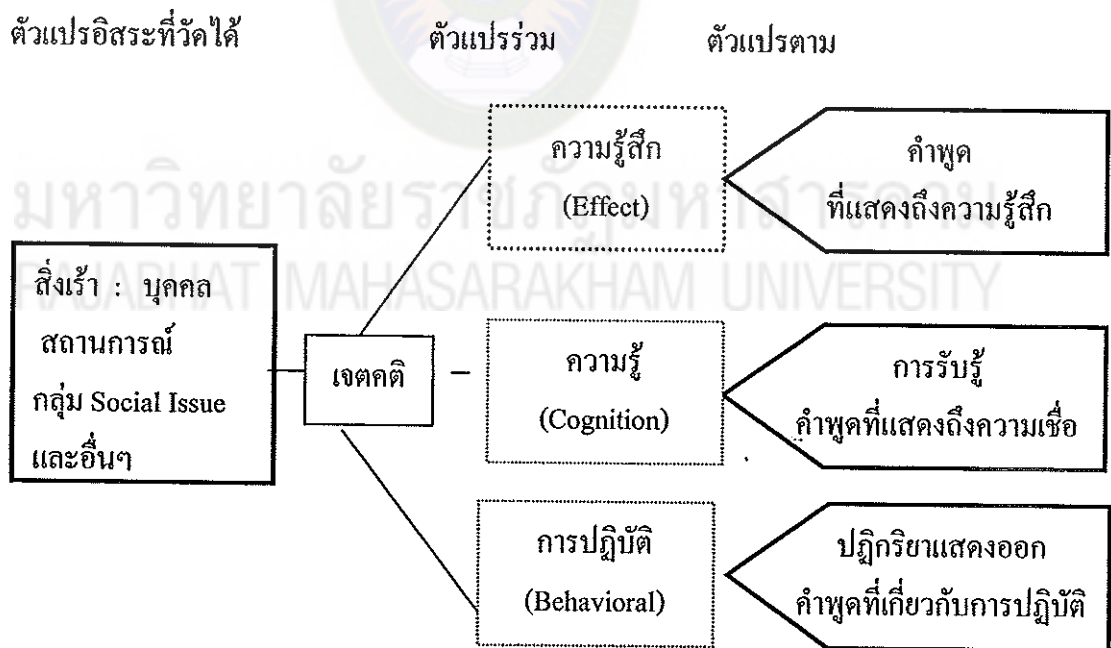 ตัวแปรอิสระที่วัดได้ ตัวแปรร่วม ตัวแปรตาม
ความรู้สึก
(Effect)
คำพูด
ที่แสดงถึงความรู้สึก
มหาวิทยาลัยราชภัฏมหาสารคาม
RAJABHAT MAHASARAKHAM UNIVERSITY
สิ่งเร้า : บุคคล
สถานการณ์
กลุ่ม Social Issue
และอื่นๆ
เจตคติ
ความรู้
(Cognition)
การรับรู้
คำพูดที่แสดงถึงความเชื่อ
การปฏิบัติ
(Behavioral)
ปฏิกริยาแสดงออก
คำพูดที่เกี่ยวกับการปฏิบัติ